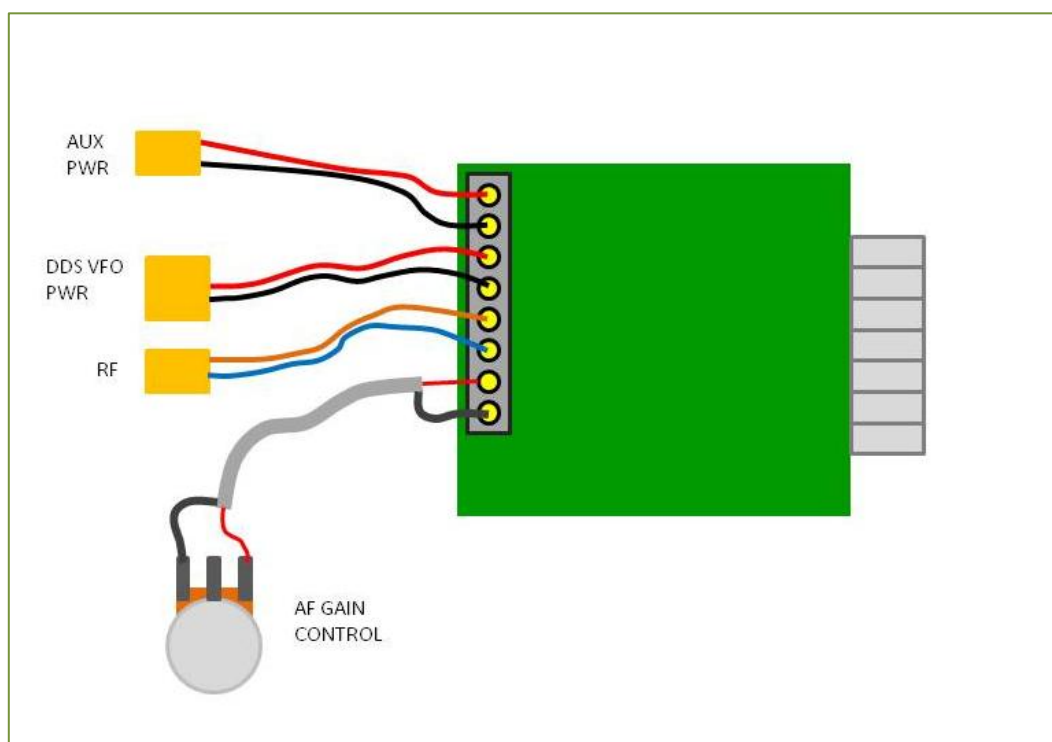 AUX
PWR
DDS VFO
PWR
RF
AF GAIN
CONTROL